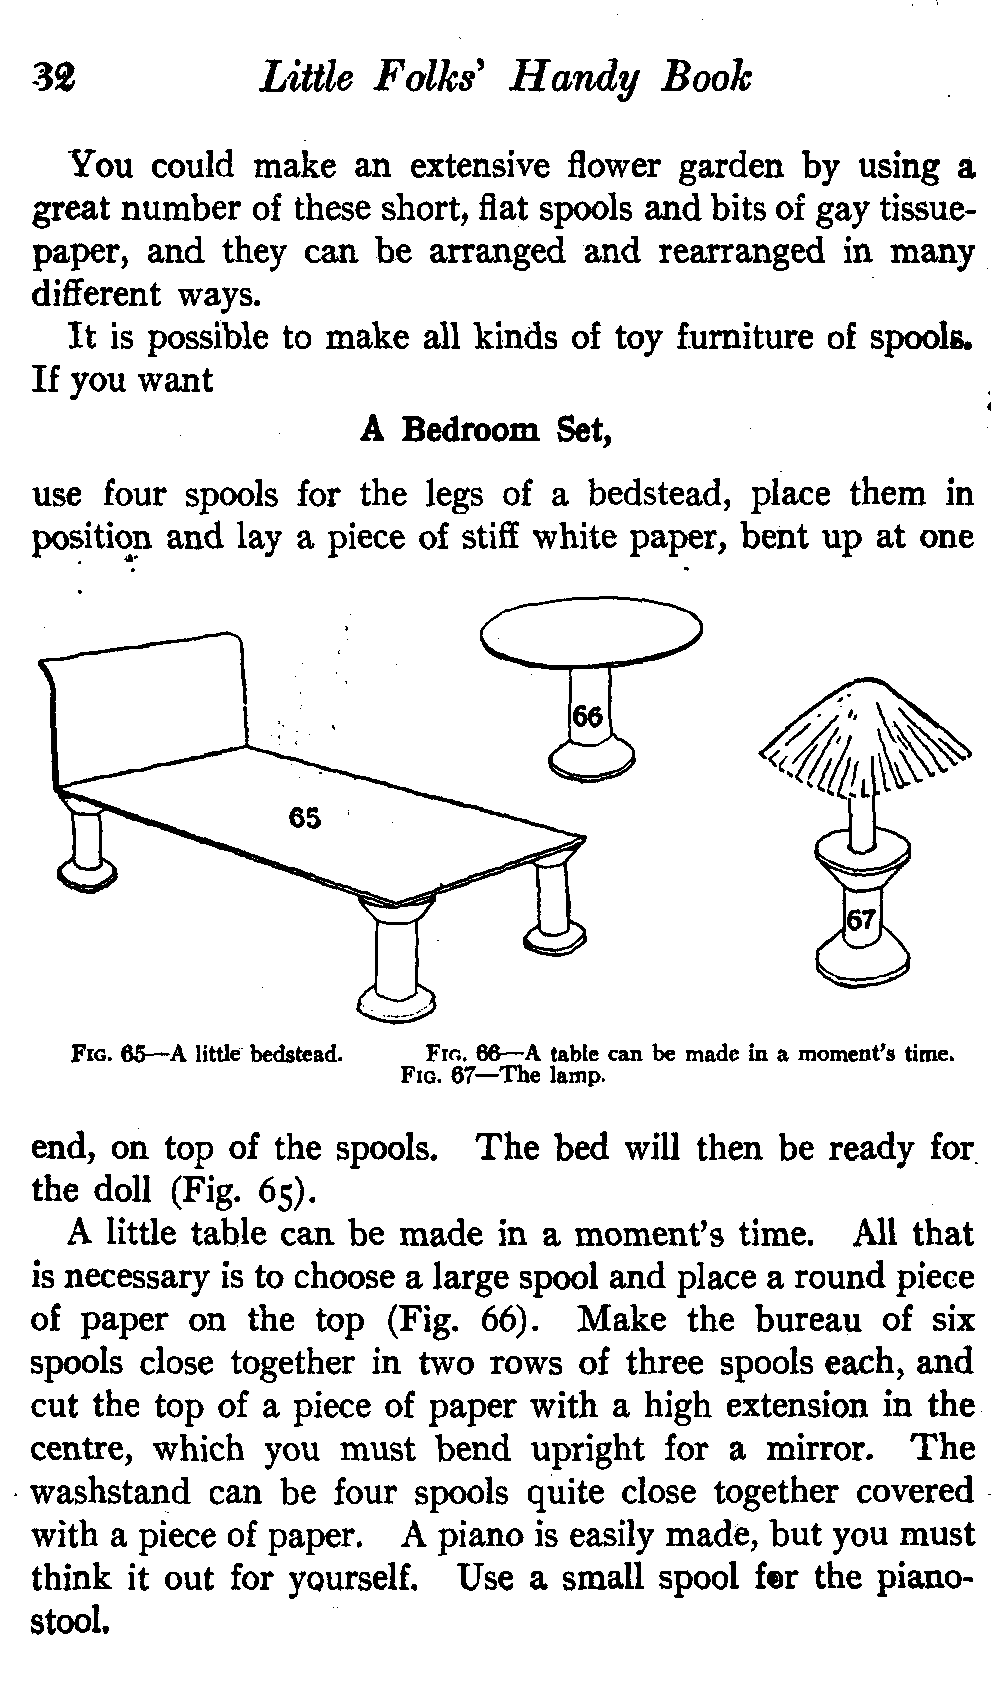 32 Little Folks' Handy Book
You could make an extensive flower garden by using a
great number of these short, flat spools and bits of gay tissue-
paper, and they can be arranged and rearranged in many
different ways.
It is possible to make all kinds of toy furniture of spools.
If you want
A Bedroom Set,
use four spools for the legs of a bedstead, place them in
position and lay a piece of stiff white paper, bent up at one
66
65
67
FIG. 65—A little bedstead. FIG. 66—A table can be made in a moment's time.
FIG. 67—The lamp.
end, on top of the spools. The bed will then be ready for
the doll (Fig. 65).
A little table can be made in a moment's time. All that
is necessary is to choose a large spool and place a round piece
of paper on the top (Fig. 66). Make the bureau of six
spools close together in two rows of three spools each, and
cut the top of a piece of paper with a high extension in the
centre, which you must bend upright for a mirror. The
washstand can be four spools quite close together covered
with a piece of paper. A piano is easily made, but you must
think it out for yourself. Use a small spool for the piano-
stool.